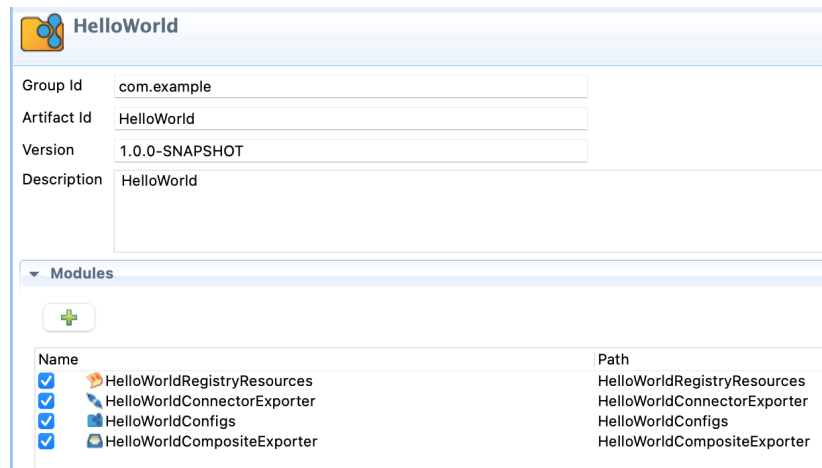 HelloWorld
Group Id com.example
Artifact Id HelloWorld
Version 1.0.0-SNAPSHOT
Description HelloWorld
Modules
Name Path
HelloWorldRegistryResources HelloWorldRegistryResources
HelloWorldConnectorExporter HelloWorldConnectorExporter
HelloWorldConfigs HelloWorldConfigs
HelloWorldCompositeExporter HelloWorldCompositeExporter